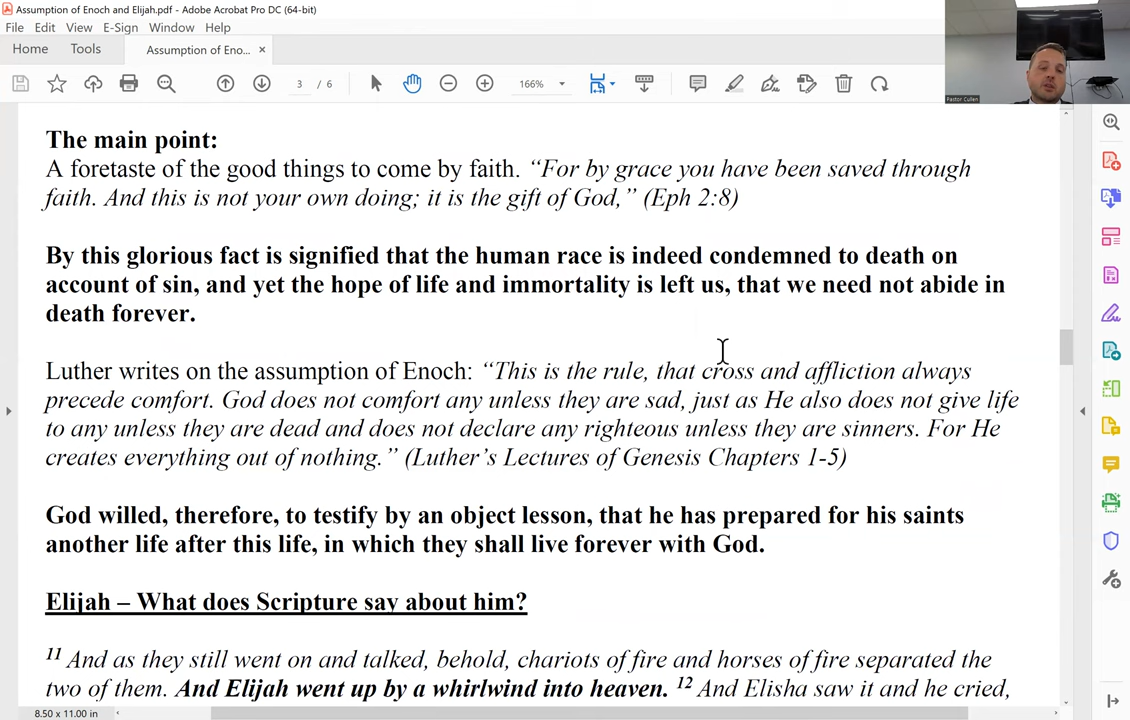 Assumption of Enoch and Elijah.pdf - Adobe Acrobat Pro DC (64-bit)
File Edit View E-Sign Window Help
Home Tools Assumption of Eno... ×
3 / 6 166%
Pastor Cullen
The main point:
A foretaste of the good things to come by faith. “For by grace you have been saved through
faith. And this is not your own doing; it is the gift of God,” (Eph 2:8)
By this glorious fact is signified that the human race is indeed condemned to death on
account of sin, and yet the hope of life and immortality is left us, that we need not abide in
death forever.
Luther writes on the assumption of Enoch: “This is the rule, that cross and affliction always
precede comfort. God does not comfort any unless they are sad, just as He also does not give life
to any unless they are dead and does not declare any righteous unless they are sinners. For He
creates everything out of nothing.” (Luther’s Lectures of Genesis Chapters 1-5)
God willed, therefore, to testify by an object lesson, that he has prepared for his saints
another life after this life, in which they shall live forever with God.
Elijah – What does Scripture say about him?
11 And as they still went on and talked, behold, chariots of fire and horses of fire separated the
two of them. And Elijah went up by a whirlwind into heaven. 12 And Elisha saw it and he cried,
8.50 x 11.00 in